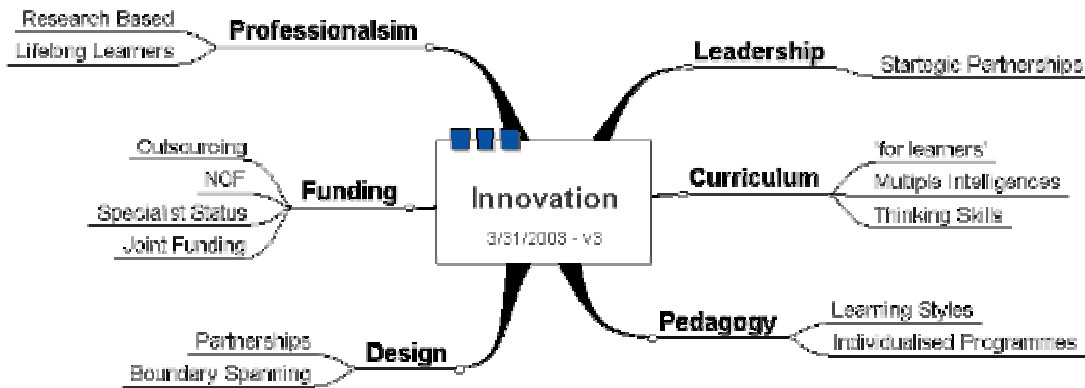 Research Based
Lifelong Learners
Professionalsim
Leadership
Startegic Partnerships
Outsourcing
NOF
Specialist Status
Joint Funding
Funding
Innovation
3/31/2003 - v3
Curriculum
'for learners'
Multiple Intelligences
Thinking Skills
Partnerships
Boundary Spanning
Design
Pedagogy
Learning Styles
Individualised Programmes